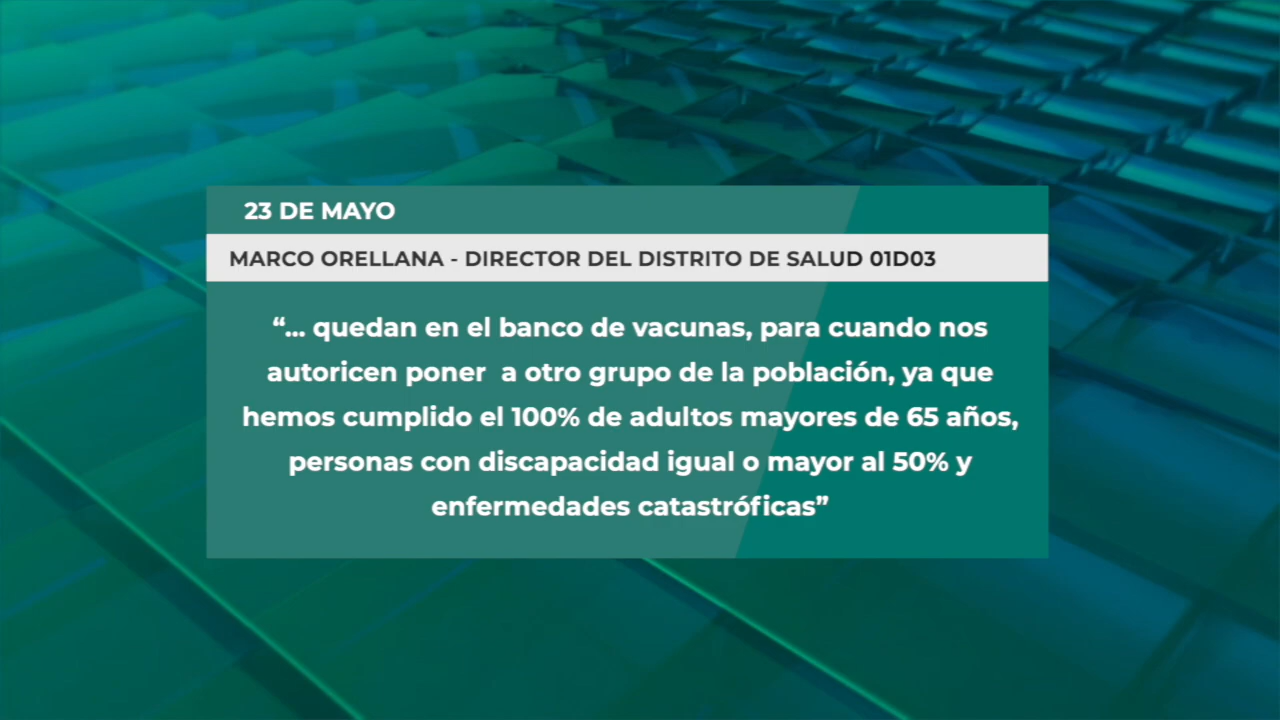 23 DE MAYO
MARCO ORELLANA - DIRECTOR DEL DISTRITO DE SALUD 01D03
“... quedan en el banco de vacunas, para cuando nos
autoricen poner  a otro grupo de la población, ya que
hemos cumplido el 100% de adultos mayores de 65 años,
personas con discapacidad igual o mayor al 50% y
enfermedades catastróficas”